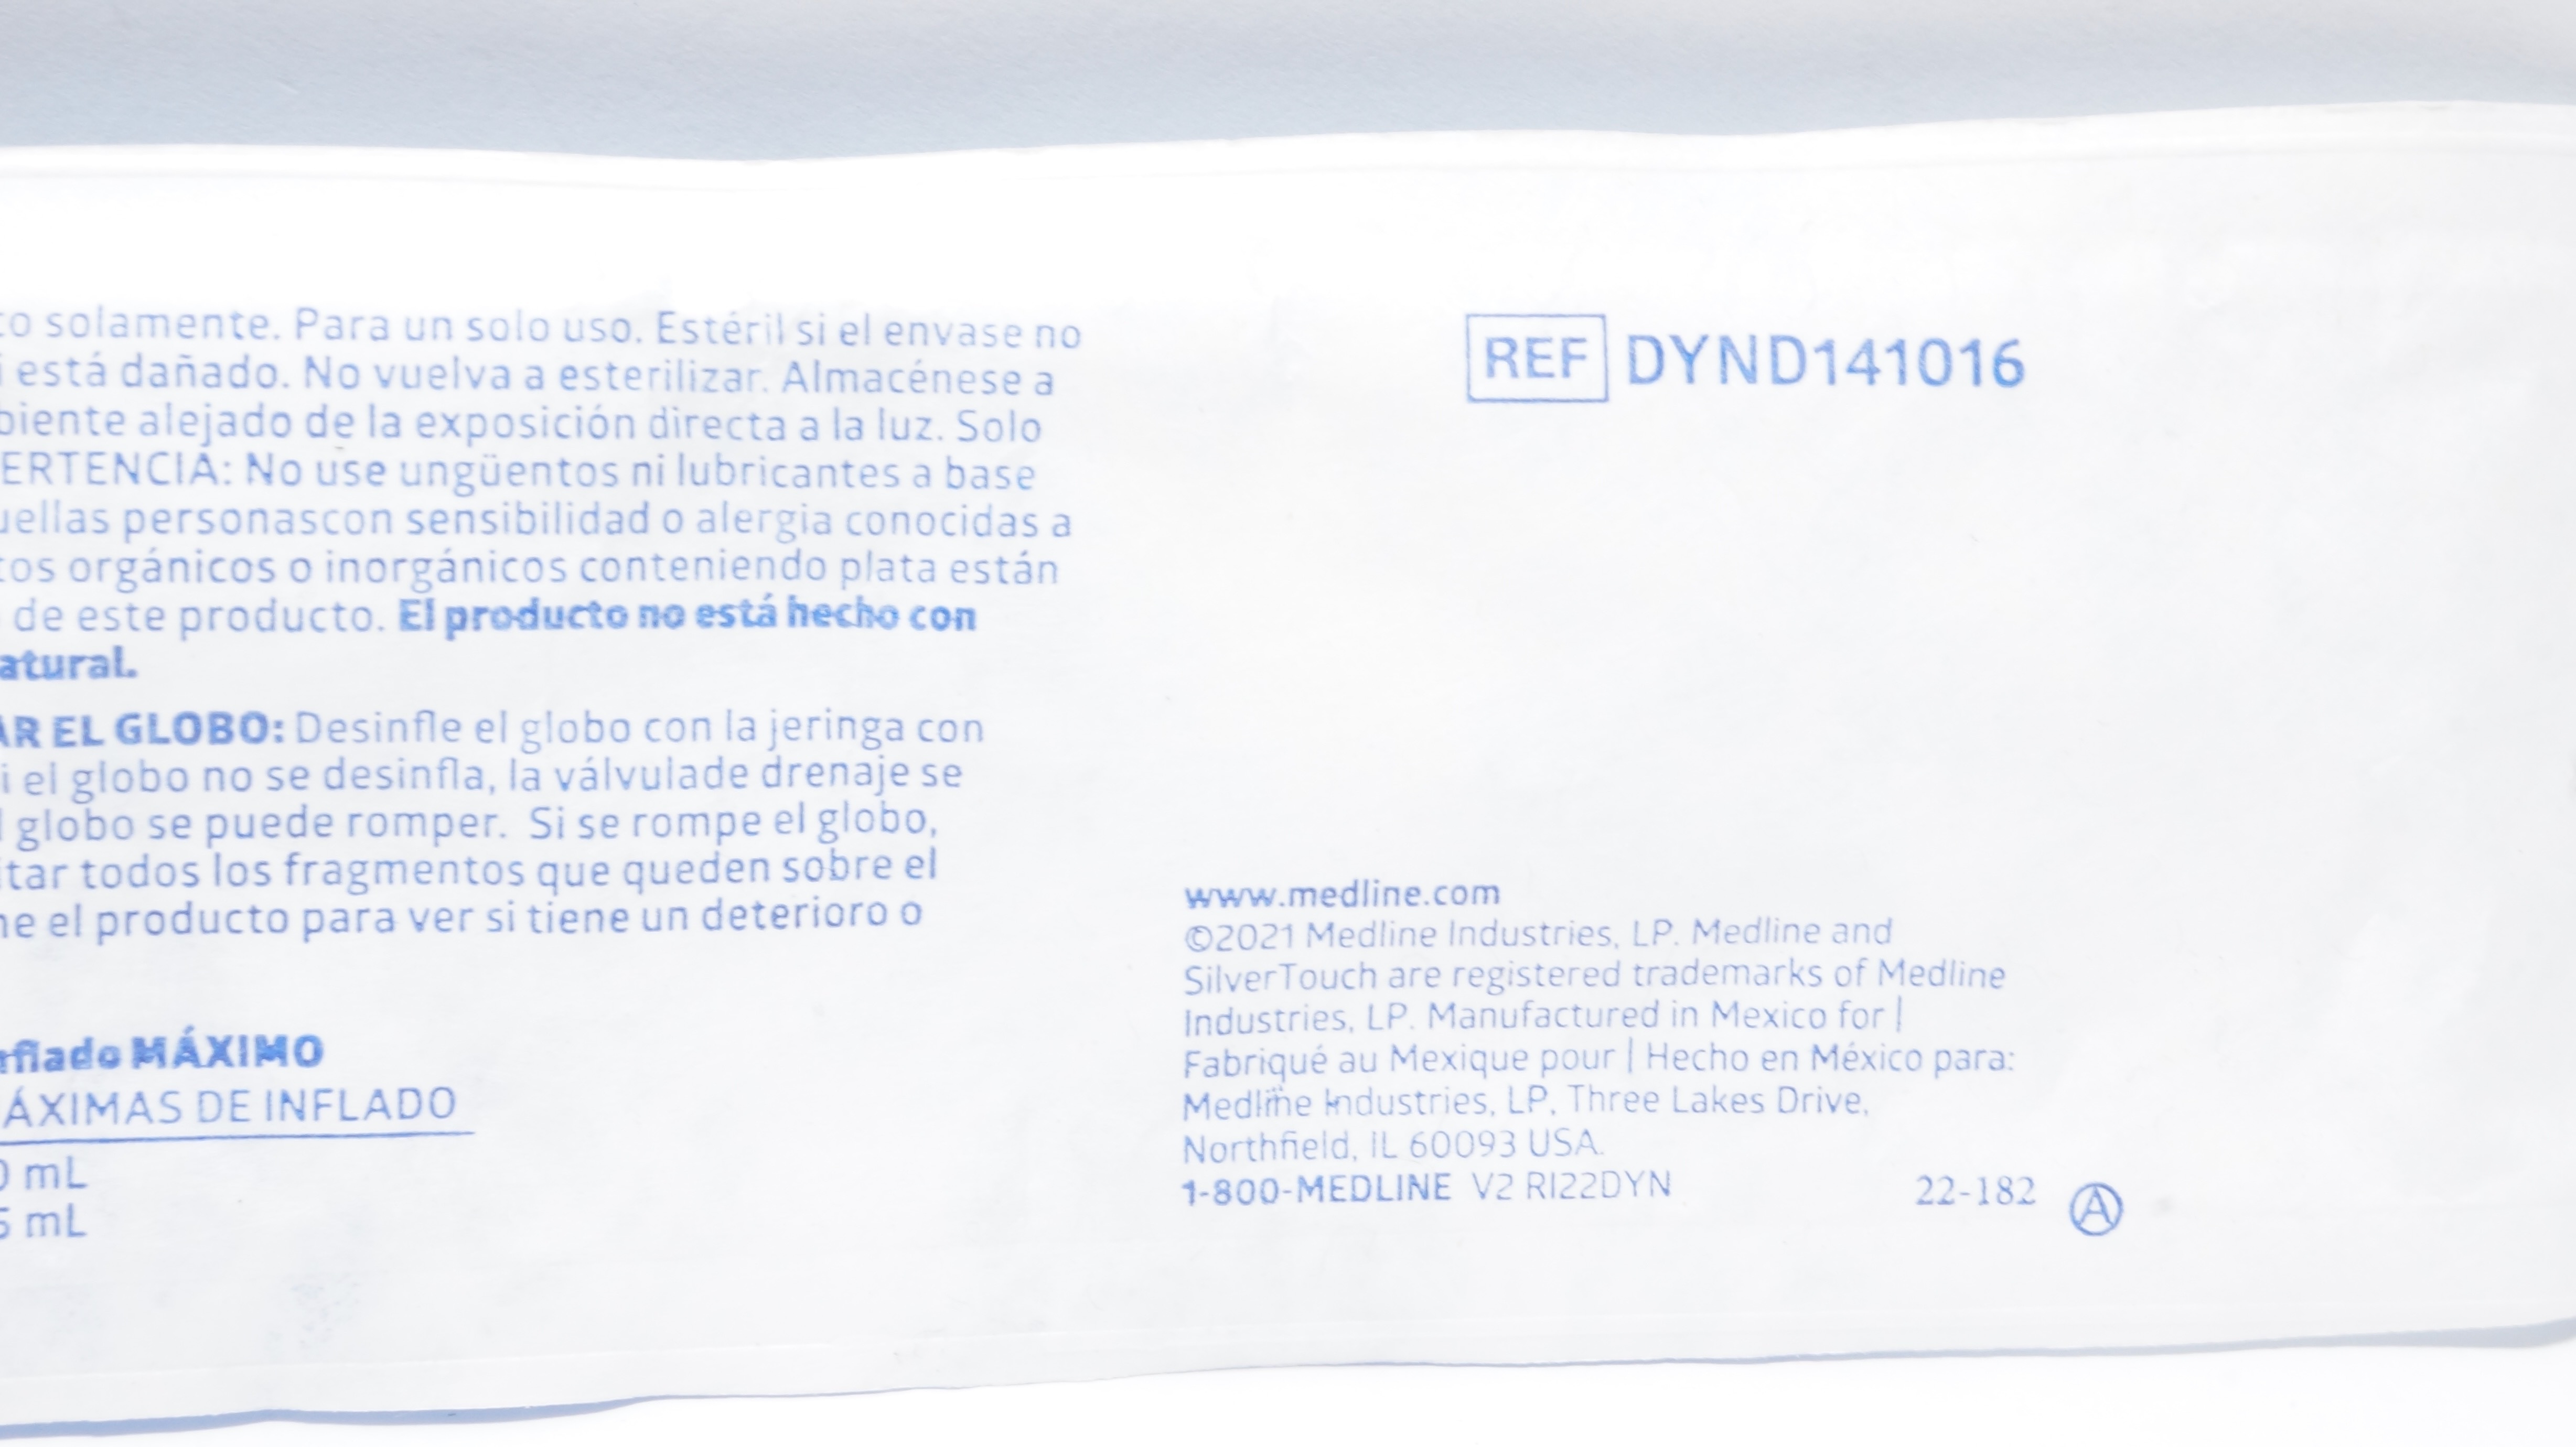 solamente. Para un solo uso. Estéril si el envase no
está dañado. No vuelva a esterilizar. Almacénese a
alejado de la exposición directa a la luz. Solo
ERTENCIA: No use ungüentos ni lubricantes a base
uellas personascon sensibilidad o alergia conocidas a
tos orgánicos o inorgánicos conteniendo plata están
de este producto. El producto no está hecho con
atural.
AR EL GLOBO: Desinfle el globo con la jeringa con
i el globo no se desinfla, la válvulade drenaje se
l globo se puede romper. Si se rompe el globo,
itar todos los fragmentos que queden sobre el
ne el producto para ver si tiene un deterioro o
nflado MÁXIMO
ÁXIMAS DE INFLADO
0 mL
5 mL
REF DYND141016
www.medline.com
©2021 Medline Industries, LP. Medline and
SilverTouch are registered trademarks of Medline
Industries, LP. Manufactured in Mexico for |
Fabriqué au Mexique pour | Hecho en México para:
Medline Industries, LP, Three Lakes Drive,
Northfield, IL 60093 USA.
1-800-MEDLINE V2 RI22DYN
22-182 Ⓐ